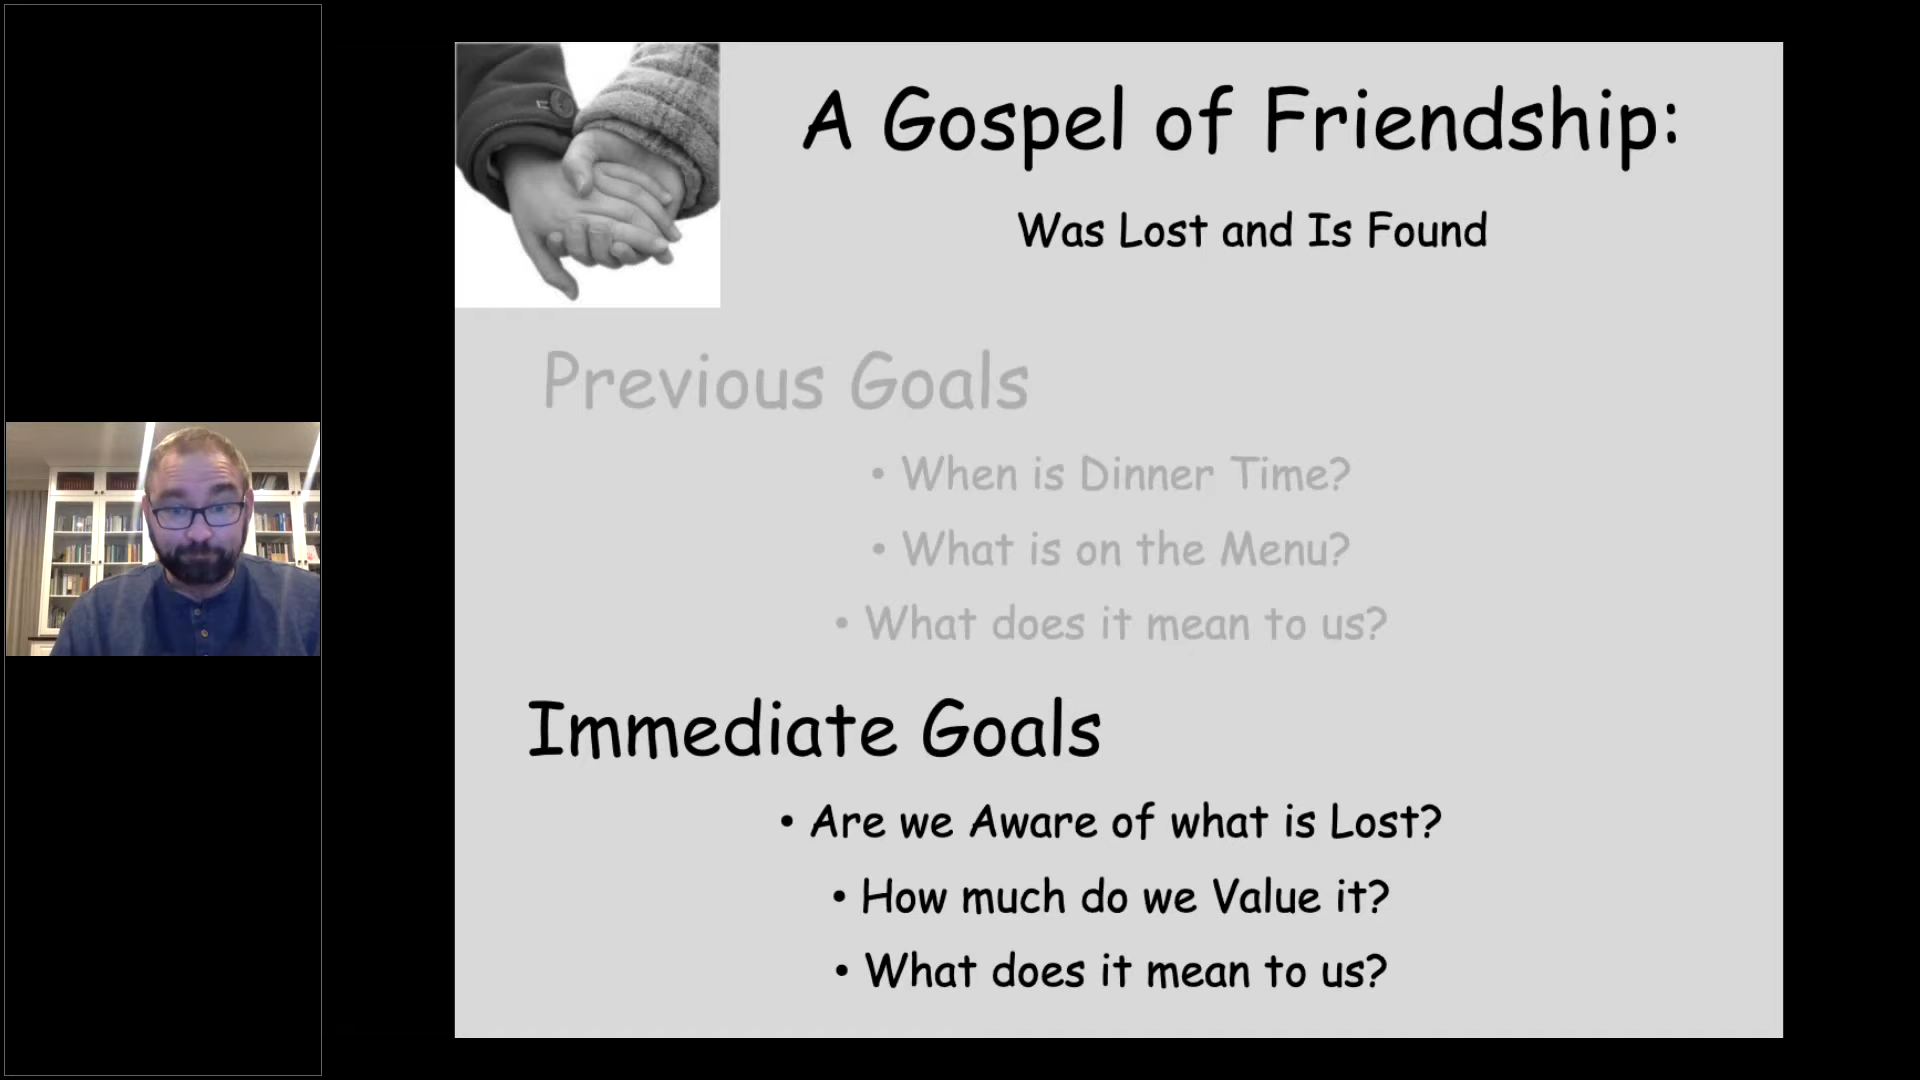 A Gospel of Friendship:
Was Lost and Is Found
Previous Goals
• When is Dinner Time?
• What is on the Menu?
• What does it mean to us?
Immediate Goals
• Are we Aware of what is Lost?
• How much do we Value it?
• What does it mean to us?